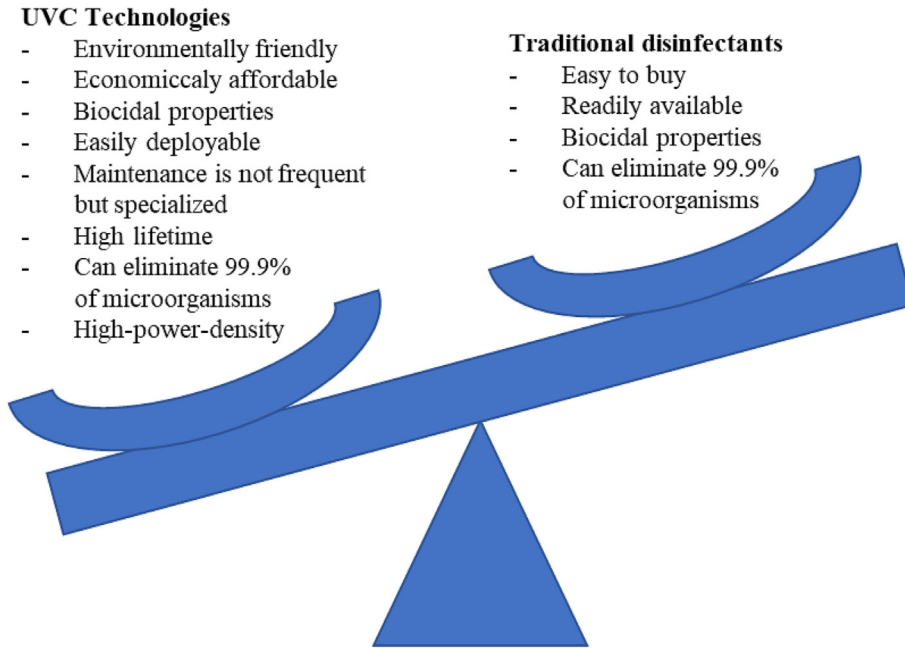 UVC Technologies
- Environmentally friendly
- Economiccaly affordable
- Biocidal properties
- Easily deployable
- Maintenance is not frequent
but specialized
- High lifetime
- Can eliminate 99.9%
of microorganisms
- High-power-density
Traditional disinfectants
- Easy to buy
- Readily available
- Biocidal properties
- Can eliminate 99.9%
of microorganisms